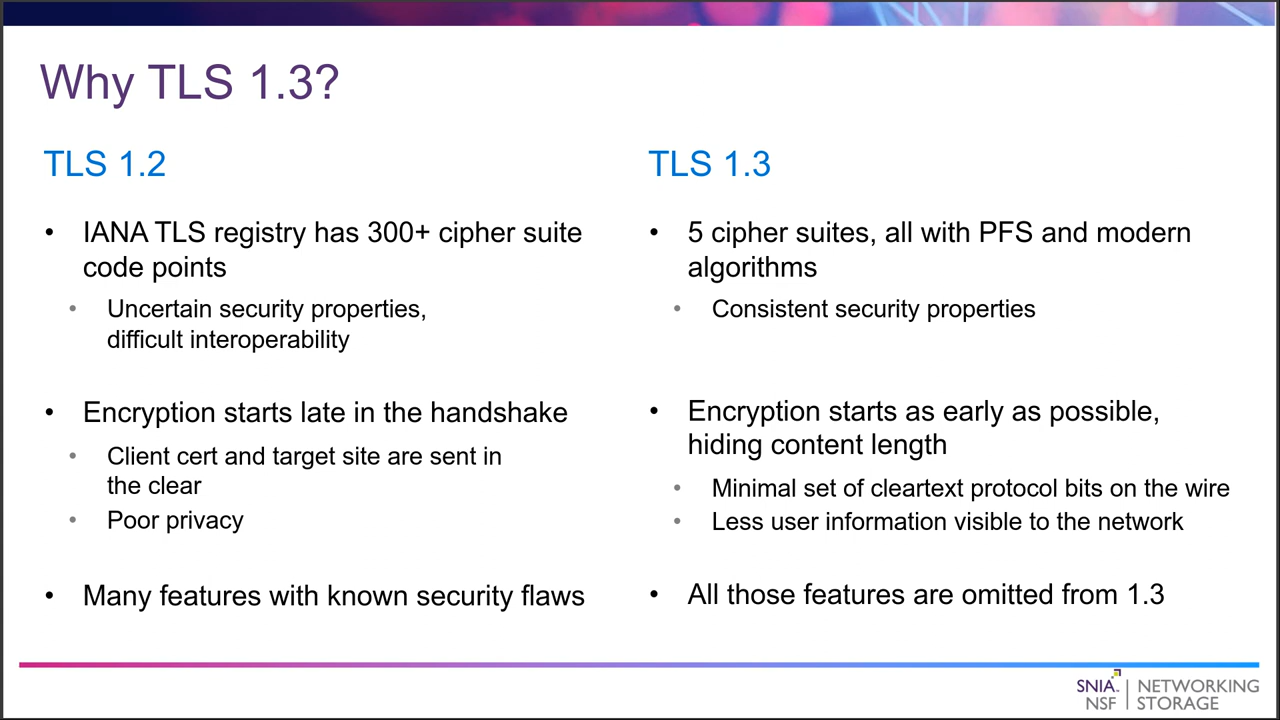 Why TLS 1.3?
TLS 1.2
• IANA TLS registry has 300+ cipher suite
code points
• Uncertain security properties,
difficult interoperability
• Encryption starts late in the handshake
• Client cert and target site are sent in
the clear
• Poor privacy
• Many features with known security flaws
TLS 1.3
• 5 cipher suites, all with PFS and modern
algorithms
• Consistent security properties
• Encryption starts as early as possible,
hiding content length
• Minimal set of cleartext protocol bits on the wire
• Less user information visible to the network
• All those features are omitted from 1.3
SNIA | NETWORKING
NSF | STORAGE